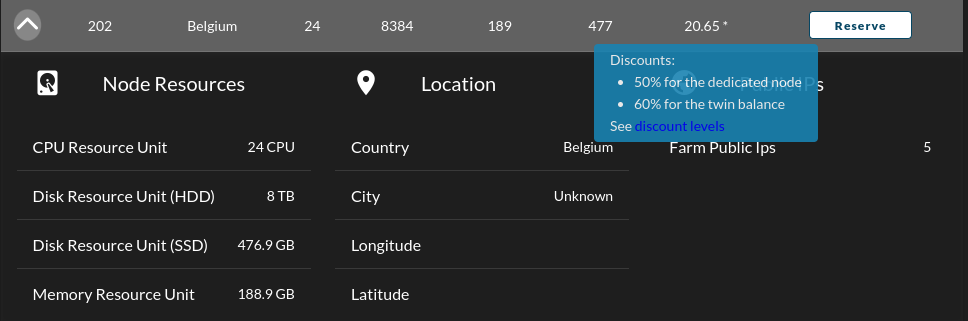 202 Belgium 24 8384 189 477 20.65 * Reserve
Discounts:
• 50% for the dedicated node
• 60% for the twin balance
See discount levels
Node Resources Location Public IPs
CPU Resource Unit 24 CPU Country Belgium Farm Public Ips 5
Disk Resource Unit (HDD) 8 TB City Unknown
Disk Resource Unit (SSD) 476.9 GB Longitude
Memory Resource Unit 188.9 GB Latitude